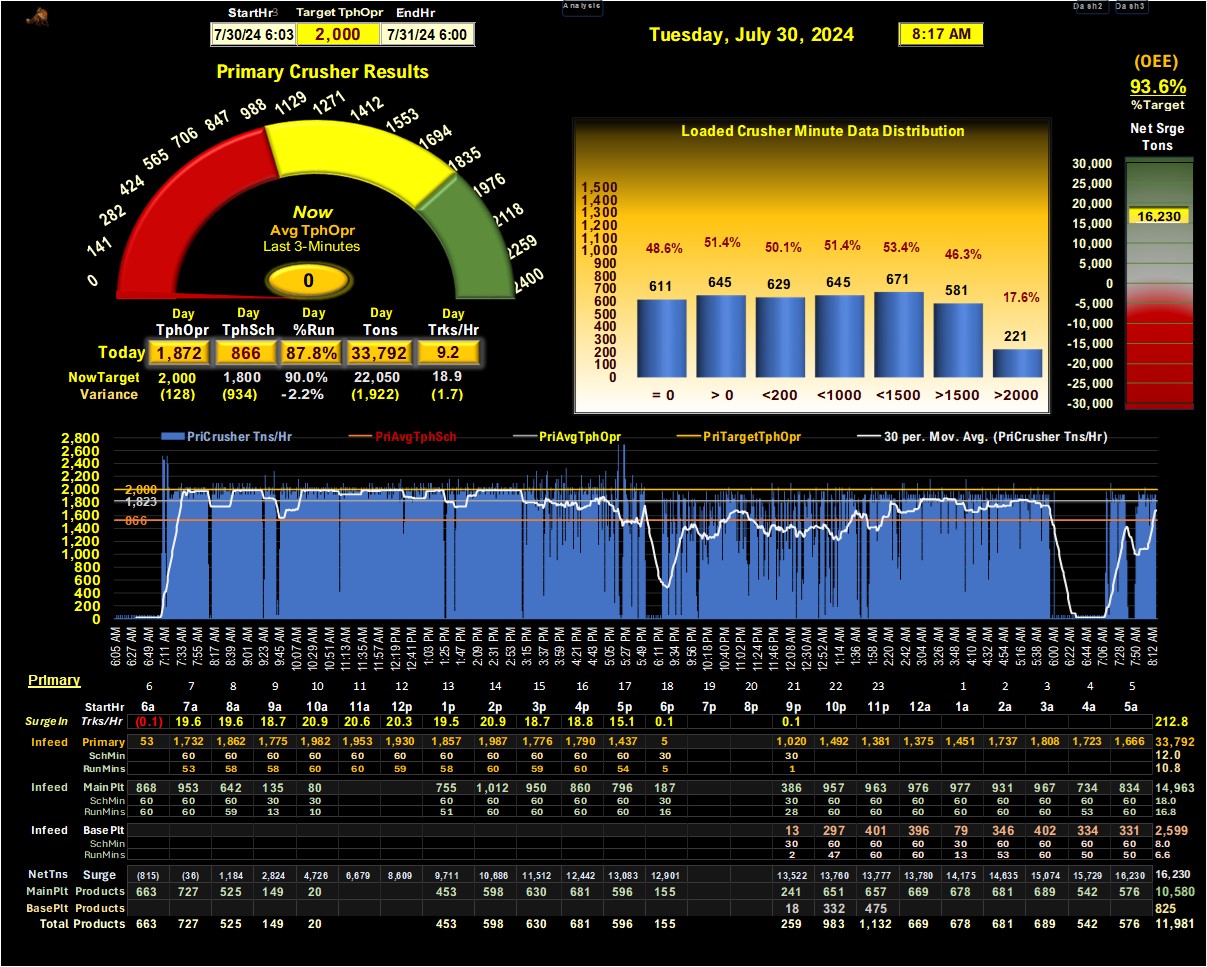 StartHr3 Target TphOpr EndHr
7/30/24 6:03 2,000 7/31/24 6:00
Analysis
Dash2 Dash3
Tuesday, July 30, 2024 8:17 AM
(OEE)
93.6%
%Target
Net Srge
Tons
Primary Crusher Results
0 141 282 424 565 706 847 988 1129 1271 1412 1553 1694 1835 1976 2118 2259 2400
Now
Avg TphOpr
Last 3-Minutes
0
Day Day Day Day Day
TphOpr TphSch %Run Tons Trks/Hr
Today 1,872 866 87.8% 33,792 9.2
NowTarget 2,000 1,800 90.0% 22,050 18.9
Variance (128) (934) -2.2% (1,922) (1.7)
Loaded Crusher Minute Data Distribution
1,500
1,400
1,300
1,200
1,100
1,000
900
800
700
600
500
400
300
200
100
0
48.6% 51.4% 50.1% 51.4% 53.4% 46.3% 17.6%
611 645 629 645 671 581 221
= 0 > 0 <200 <1000 <1500 >1500 >2000
30,000
25,000
20,000
15,000
10,000
5,000
0
-5,000
-10,000
-15,000
-20,000
-25,000
-30,000
16,230
PriCrusher Tns/Hr PriAvgTphSch PriAvgTphOpr PriTargetTphOpr 30 per. Mov. Avg. (PriCrusher Tns/Hr)
2,800
2,600
2,400
2,200
2,000
1,800
1,600
1,400
1,200
1,000
800
600
400
200
0
2,000
1,823
866
6:05 AM 6:27 AM 6:49 AM 7:11 AM 7:33 AM 7:55 AM 8:17 AM 8:39 AM 9:01 AM 9:23 AM 9:45 AM 10:07 AM 10:29 AM 10:51 AM 11:13 AM 11:35 AM 11:57 AM 12:19 PM 12:41 PM 1:03 PM 1:25 PM 1:47 PM 2:09 PM 2:31 PM 2:53 PM 3:15 PM 3:37 PM 3:59 PM 4:21 PM 4:43 PM 5:05 PM 5:27 PM 5:49 PM 6:11 PM 9:34 PM 9:56 PM 10:18 PM 10:40 PM 11:02 PM 11:24 PM 11:46 PM 12:08 AM 12:30 AM 12:52 AM 1:14 AM 1:36 AM 1:58 AM 2:20 AM 2:42 AM 3:04 AM 3:26 AM 3:48 AM 4:10 AM 4:32 AM 4:54 AM 5:16 AM 5:38 AM 6:00 AM 6:22 AM 6:44 AM 7:06 AM 7:28 AM 7:50 AM 8:12 AM
Primary 6 7 8 9 10 11 12 13 14 15 16 17 18 19 20 21 22 23 1 2 3 4 5
StartHr 6a 7a 8a 9a 10a 11a 12p 1p 2p 3p 4p 5p 6p 7p 8p 9p 10p 11p 12a 1a 2a 3a 4a 5a
SurgeIn Trks/Hr (0.1) 19.6 19.6 18.7 20.9 20.6 20.3 19.5 20.9 18.7 18.8 15.1 0.1 0.1 212.8
Infeed Primary 53 1,732 1,862 1,775 1,982 1,953 1,930 1,857 1,987 1,776 1,790 1,437 5 1,020 1,492 1,381 1,375 1,451 1,737 1,808 1,723 1,666 33,792
SchMin 60 60 60 60 60 60 60 60 60 60 60 30 30 12.0
RunMins 53 58 58 60 60 59 58 60 59 60 54 5 1 10.8
Infeed MainPlt 868 953 642 135 80 755 1,012 950 860 796 187 386 957 963 976 977 931 967 734 834 14,963
SchMin 60 60 60 30 30 60 60 60 60 60 60 30 60 60 60 60 60 60 60 60 18.0
RunMins 60 60 59 13 10 51 60 60 60 60 16 28 60 60 60 60 60 60 53 60 16.8
Infeed BasePlt 13 297 401 396 79 346 402 334 331 2,599
SchMin 30 60 60 60 30 60 60 60 60 8.0
RunMins 2 47 60 60 13 53 60 50 50 6.6
NetTns Surge (815) (36) 1,184 2,824 4,726 6,679 8,609 9,711 10,686 11,512 12,442 13,083 12,901 13,522 13,760 13,777 13,780 14,175 14,635 15,074 15,729 16,230 16,230
MainPlt Products 663 727 525 149 20 453 598 630 681 596 155 241 651 657 669 678 681 689 542 576 10,580
BasePlt Products 18 332 475 825
Total Products 663 727 525 149 20 453 598 630 681 596 155 259 983 1,132 669 678 681 689 542 576 11,981